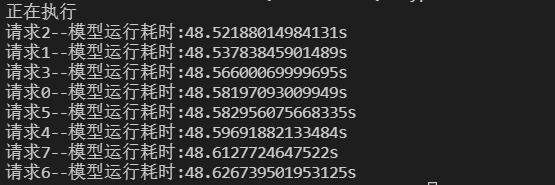 正在执行
请求2--模型运行耗时:48.52188014984131s
请求1--模型运行耗时:48.53783845901489s
请求3--模型运行耗时:48.56600069999695s
请求0--模型运行耗时:48.58197093009949s
请求5--模型运行耗时:48.582956075668335s
请求4--模型运行耗时:48.59691882133484s
请求7--模型运行耗时:48.6127724647522s
请求6--模型运行耗时:48.626739501953125s